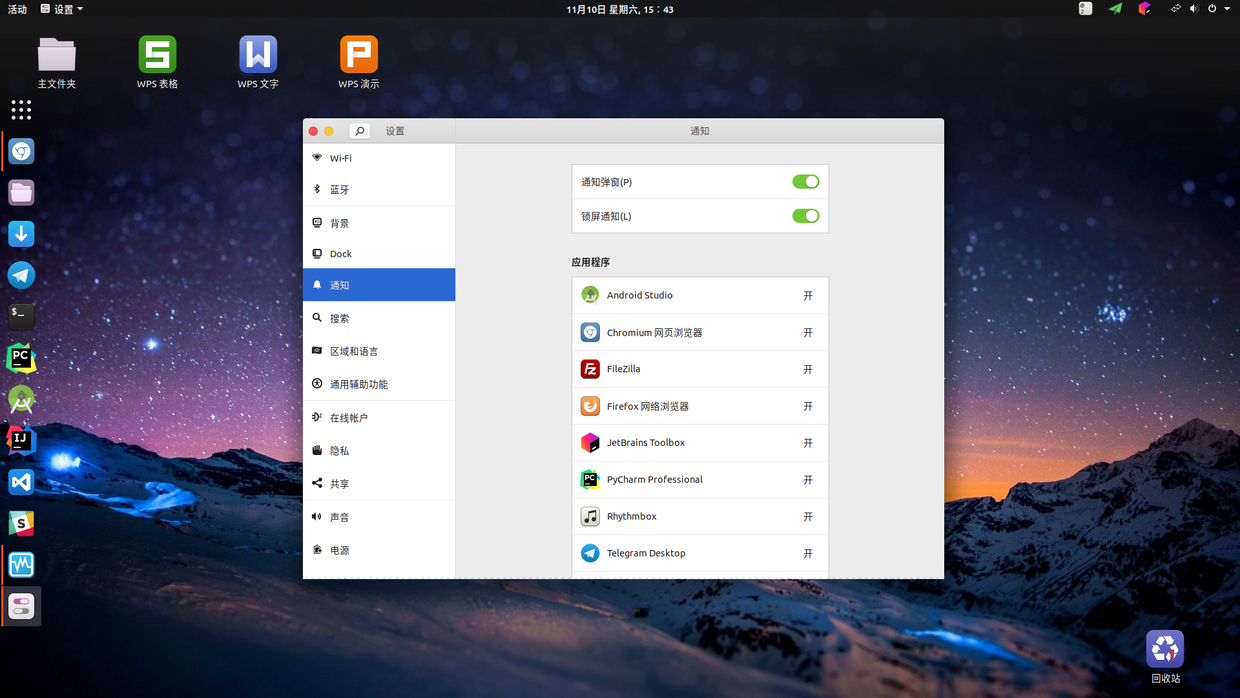 活动
设置
11月10日 星期六, 15：43
主文件夹
WPS 表格
WPS 文字
WPS 演示
设置
通知
Wi-Fi
蓝牙
背景
Dock
通知
搜索
区域和语言
通用辅助功能
在线帐户
隐私
共享
声音
电源
通知弹窗(P)
锁屏通知(L)
应用程序
Android Studio 开
Chromium 网页浏览器 开
FileZilla 开
Firefox 网络浏览器 开
JetBrains Toolbox 开
PyCharm Professional 开
Rhythmbox 开
Telegram Desktop 开
$_
PC
IJ
S
回收站